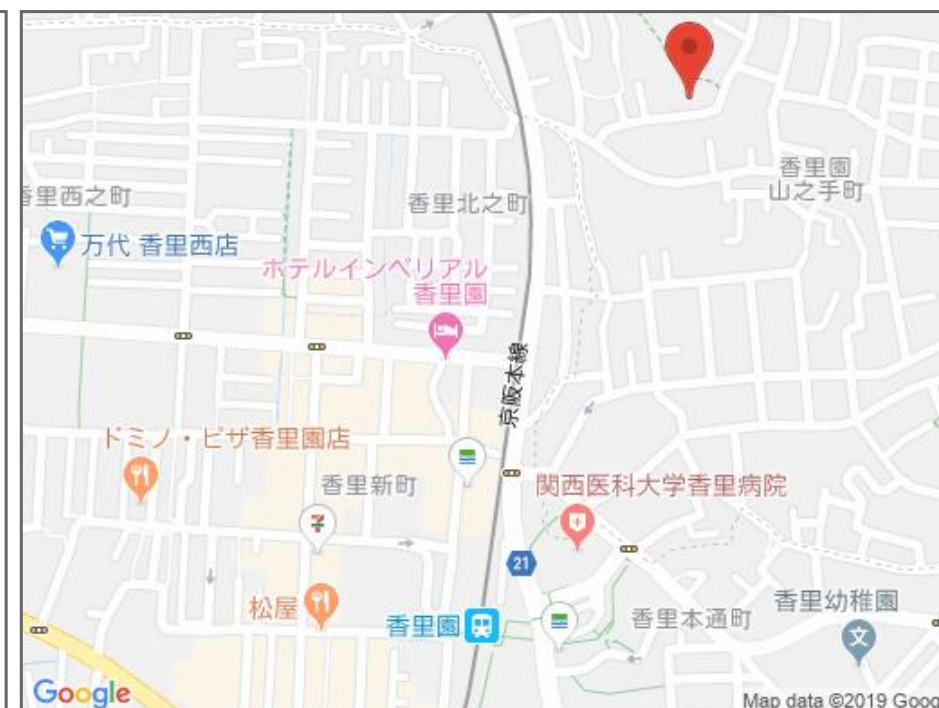 香里園
山之手町
香里西之町
香里北之町
万代 香里西店
ホテルインペリアル
香里園
京阪本線
ドミノ・ピザ香里園店
香里新町
関西医科大学香里病院
21
松屋
香里園
香里本通町
香里幼稚園
文
Google
Map data ©2019 Goog